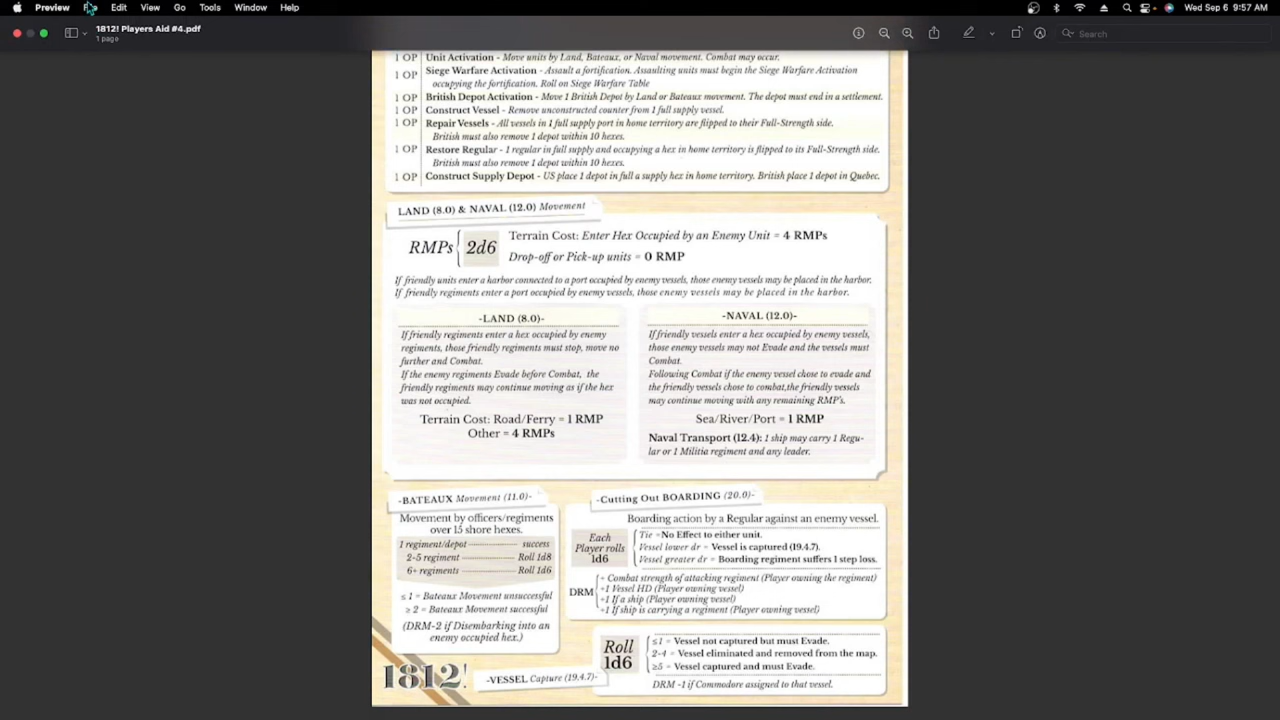 Preview File Edit View Go Tools Window Help Wed Sep 6 9:57 AM
1812! Players Aid #4.pdf
1 page
Search
1 OP Unit Activation - Move units by Land, Bateaux, or Naval movement. Combat may occur.
1 OP Siege Warfare Activation - Assault a fortification. Assaulting units must begin the Siege Warfare Activation
occupying the fortification. Roll on Siege Warfare Table
1 OP British Depot Activation - Move 1 British Depot by Land or Bateaux movement. The depot must end in a settlement.
1 OP Construct Vessel - Remove unconstructed counter from 1 full supply vessel.
1 OP Repair Vessels - All vessels in 1 full supply port in home territory are flipped to their Full-Strength side.
British must also remove 1 depot within 10 hexes.
1 OP Restore Regular - 1 regular in full supply and occupying a hex in home territory is flipped to its Full-Strength side.
British must also remove 1 depot within 10 hexes.
1 OP Construct Supply Depot - US place 1 depot in full a supply hex in home territory. British place 1 depot in Quebec.
LAND (8.0) & NAVAL (12.0) Movement
RMPs { 2d6
Terrain Cost: Enter Hex Occupied by an Enemy Unit = 4 RMPs
Drop-off or Pick-up units = 0 RMP
If friendly units enter a harbor connected to a port occupied by enemy vessels, those enemy vessels may be placed in the harbor.
If friendly regiments enter a port occupied by enemy vessels, those enemy vessels may be placed in the harbor.
-LAND (8.0)-
If friendly regiments enter a hex occupied by enemy
regiments, those friendly regiments must stop, move no
further and Combat.
If the enemy regiments Evade before Combat, the
friendly regiments may continue moving as if the hex
was not occupied.
Terrain Cost: Road/Ferry = 1 RMP
Other = 4 RMPs
-NAVAL (12.0)-
If friendly vessels enter a hex occupied by enemy vessels,
those enemy vessels may not Evade and the vessels must
Combat.
Following Combat if the enemy vessel chose to evade and
the friendly vessels chose to combat,the friendly vessels
may continue moving with any remaining RMP's.
Sea/River/Port = 1 RMP
Naval Transport (12.4): 1 ship may carry 1 Regu-
lar or 1 Militia regiment and any leader.
-BATEAUX Movement (11.0)-
Movement by officers/regiments
over 15 shore hexes.
1 regiment/depot success
2-5 regiment Roll 1d8
6+ regiments Roll 1d6
≤ 1 = Bateaux Movement unsuccessful
≥ 2 = Bateaux Movement successful
(DRM-2 if Disembarking into an
enemy occupied hex.)
-Cutting Out BOARDING (20.0)-
Boarding action by a Regular against an enemy vessel.
Each
Player rolls
1d6
Tie =No Effect to either unit.
Vessel lower dr = Vessel is captured (19.4.7).
Vessel greater dr = Boarding regiment suffers 1 step loss.
DRM
+ Combat strength of attacking regiment (Player owning the regiment)
+1 Vessel HD (Player owning vessel)
+1 If a ship (Player owning vessel)
+1 If ship is carrying a regiment (Player owning vessel)
Roll
1d6
≤1 = Vessel not captured but must Evade.
2-4 = Vessel eliminated and removed from the map.
≥5 = Vessel captured and must Evade.
DRM -1 if Commodore assigned to that vessel.
-VESSEL Capture (19.4.7)-
1812!